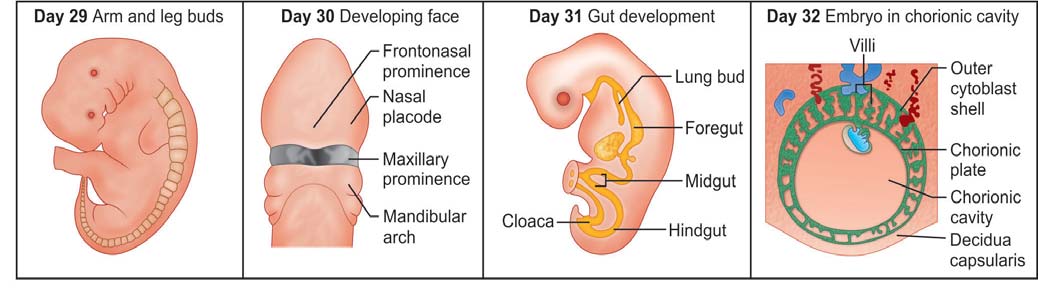 Day 29 Arm and leg buds
Day 30 Developing face
Frontonasal
prominence
Nasal
placode
Maxillary
prominence
Mandibular
arch
Day 31 Gut development
Lung bud
Foregut
Midgut
Cloaca
Hindgut
Day 32 Embryo in chorionic cavity
Villi
Outer
cytoblast
shell
Chorionic
plate
Chorionic
cavity
Decidua
capsularis